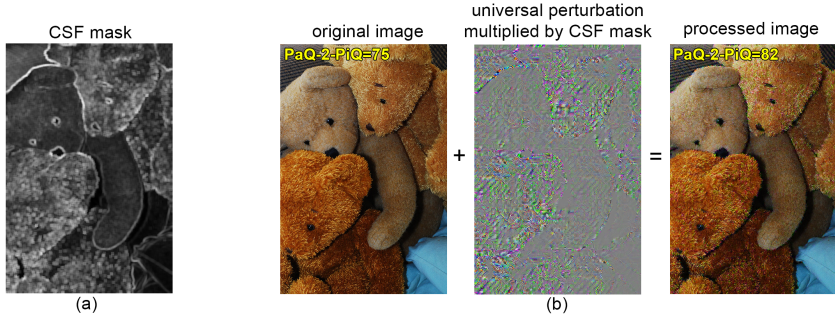 CSF mask
(a)
original image
PaQ-2-PiQ=75
+
universal perturbation
multiplied by CSF mask
=
processed image
PaQ-2-PiQ=82
(b)